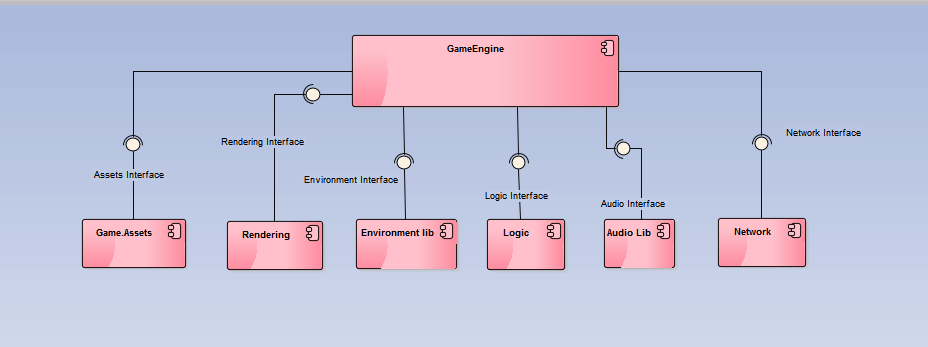 GameEngine
Rendering Interface
Network Interface
Assets Interface
Environment Interface
Logic Interface
Audio Interface
Game.Assets
Rendering
Environment lib
Logic
Audio Lib
Network